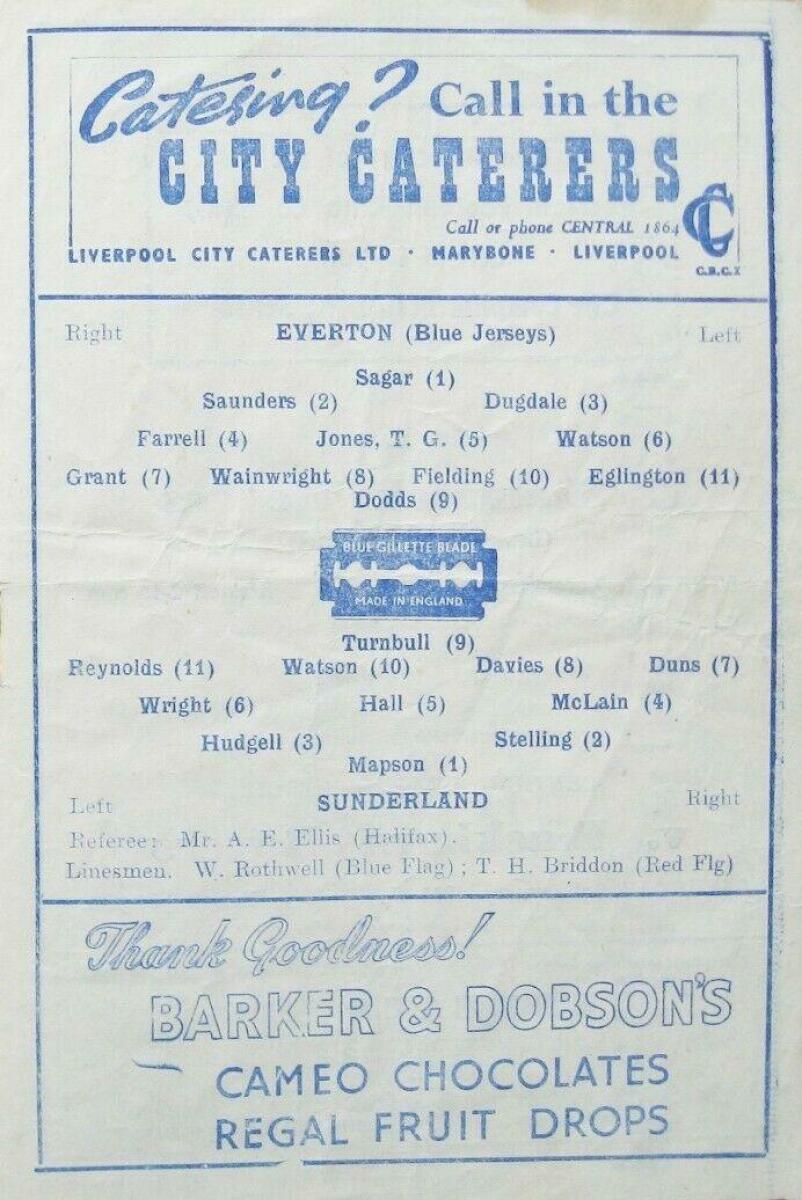 Catering? Call in the
CITY CATERERS
Call or phone CENTRAL 1864
CC
LIVERPOOL CITY CATERERS LTD · MARYBONE · LIVERPOOL
C.R.C.I
Right EVERTON (Blue Jerseys) Left
Sagar (1)
Saunders (2) Dugdale (3)
Farrell (4) Jones, T. G. (5) Watson (6)
Grant (7) Wainwright (8) Fielding (10) Eglington (11)
Dodds (9)
BLUE GILLETTE BLADE
MADE IN ENGLAND
Turnbull (9)
Reynolds (11) Watson (10) Davies (8) Duns (7)
Wright (6) Hall (5) McLain (4)
Hudgell (3) Stelling (2)
Mapson (1)
Left SUNDERLAND Right
Referee: Mr. A. E. Ellis (Halifax).
Linesmen. W. Rothwell (Blue Flag) ; T. H. Briddon (Red Flg)
Thank Goodness!
BARKER & DOBSON'S
CAMEO CHOCOLATES
REGAL FRUIT DROPS